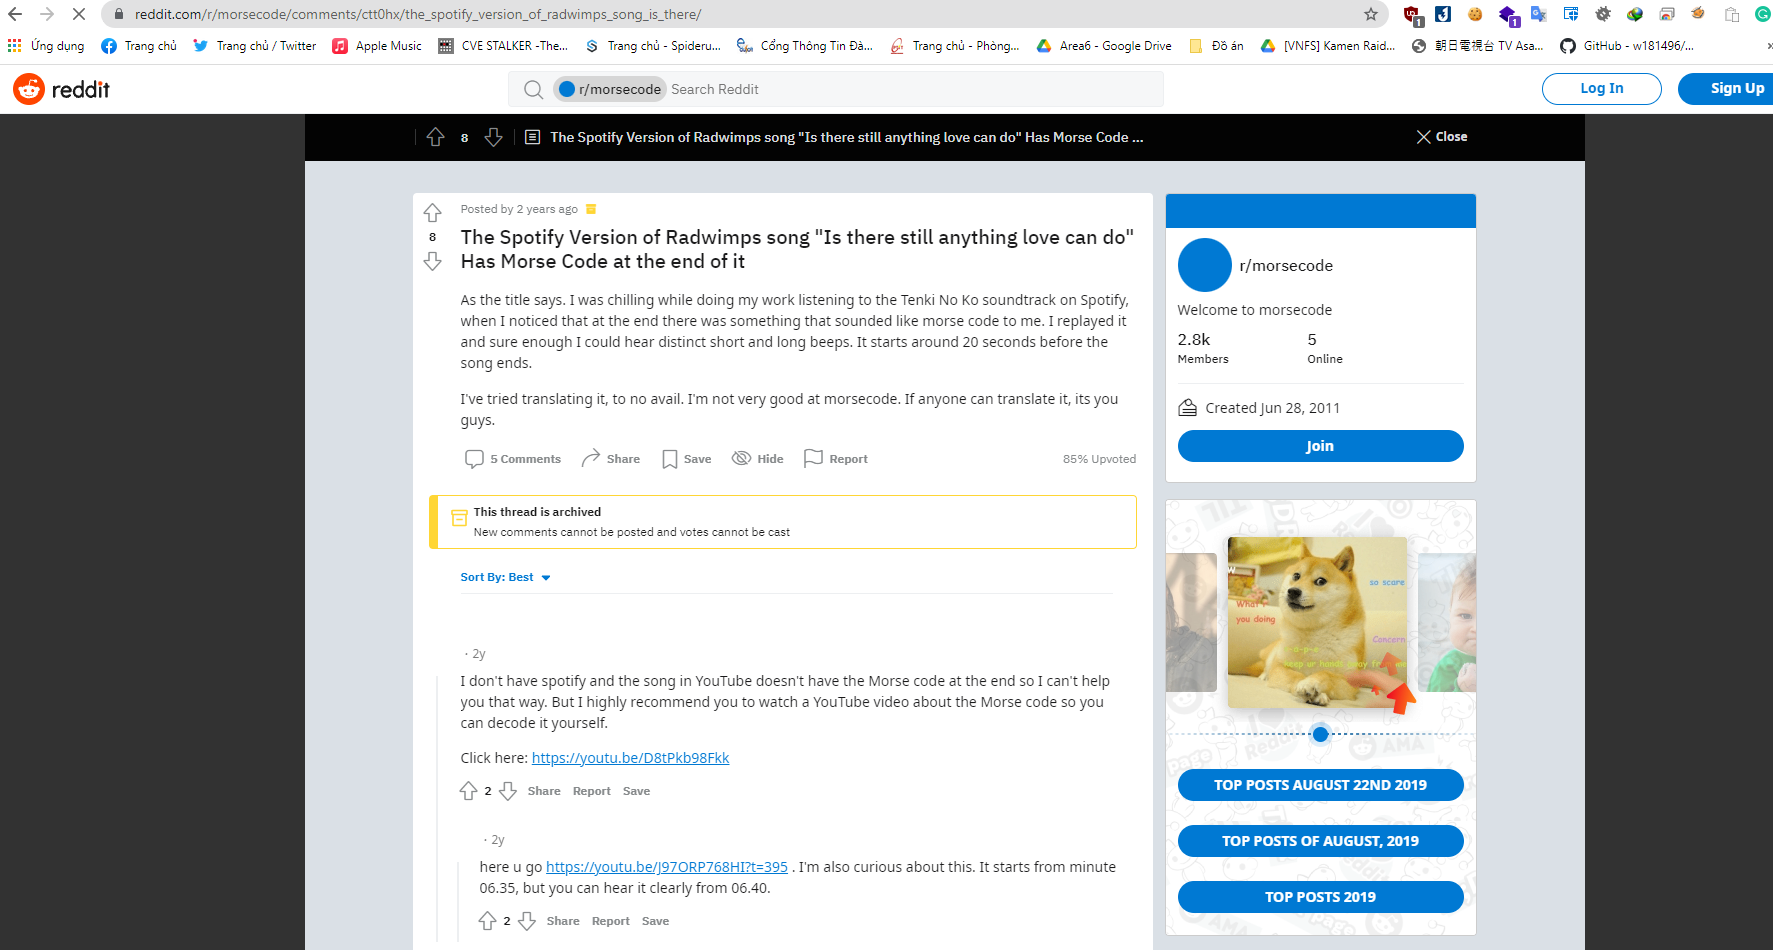 reddit.com/r/morsecode/comments/ctt0hx/the_spotify_version_of_radwimps_song_is_there/
1
1
Ứng dụng
Trang chủ
Trang chủ / Twitter
Apple Music
CVE STALKER -The...
Trang chủ - Spideru...
Cổng Thông Tin Đà...
Trang chủ - Phòng...
Area6 - Google Drive
Đồ án
[VNFS] Kamen Raid...
朝日電視台 TV Asa...
GitHub - w181496/...
»
reddit
r/morsecode
Search Reddit
Log In
Sign Up
8
The Spotify Version of Radwimps song "Is there still anything love can do" Has Morse Code ...
Close
Posted by 2 years ago
8
The Spotify Version of Radwimps song "Is there still anything love can do"
Has Morse Code at the end of it
As the title says. I was chilling while doing my work listening to the Tenki No Ko soundtrack on Spotify,
when I noticed that at the end there was something that sounded like morse code to me. I replayed it
and sure enough I could hear distinct short and long beeps. It starts around 20 seconds before the
song ends.
I've tried translating it, to no avail. I'm not very good at morsecode. If anyone can translate it, its you
guys.
5 Comments
Share
Save
Hide
Report
85% Upvoted
This thread is archived
New comments cannot be posted and votes cannot be cast
Sort By: Best
· 2y
I don't have spotify and the song in YouTube doesn't have the Morse code at the end so I can't help
you that way. But I highly recommend you to watch a YouTube video about the Morse code so you
can decode it yourself.
Click here: https://youtu.be/D8tPkb98Fkk
2
Share
Report
Save
· 2y
here u go https://youtu.be/J97ORP768HI?t=395 . I'm also curious about this. It starts from minute
06.35, but you can hear it clearly from 06.40.
2
Share
Report
Save
r/morsecode
Welcome to morsecode
2.8k
Members
5
Online
Created Jun 28, 2011
Join
so scare
you doing
Concern
TOP POSTS AUGUST 22ND 2019
TOP POSTS OF AUGUST, 2019
TOP POSTS 2019